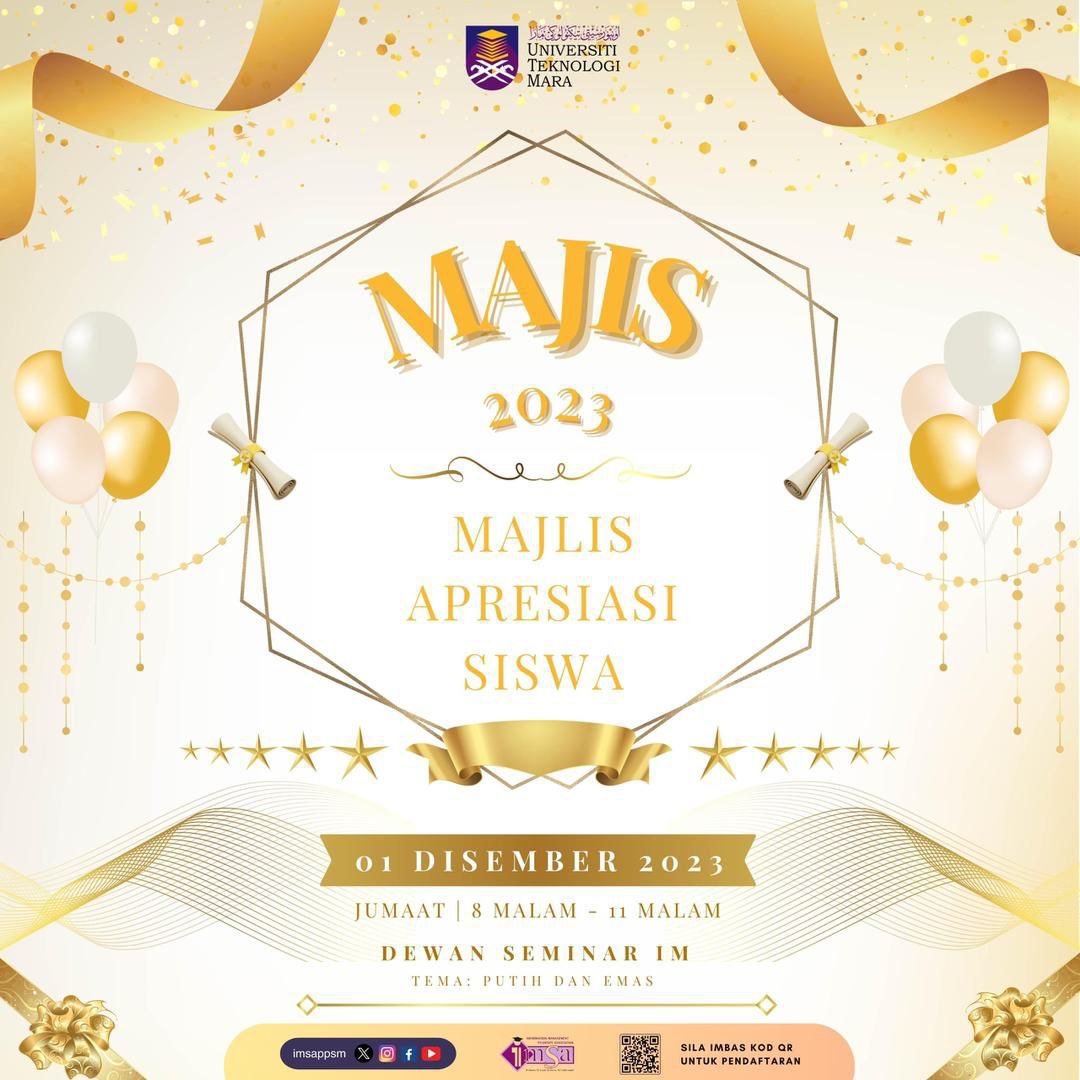 UNIVERSITI
TEKNOLOGI
MARA
MAJIS
2023
MAJLIS
APRESIASI
SISWA
01 DISEMBER 2023
JUMAAT | 8 MALAM - 11 MALAM
DEWAN SEMINAR IM
TEMA: PUTIH DAN EMAS
imsappsm
imsa
SILA IMBAS KOD QR
UNTUK PENDAFTARAN